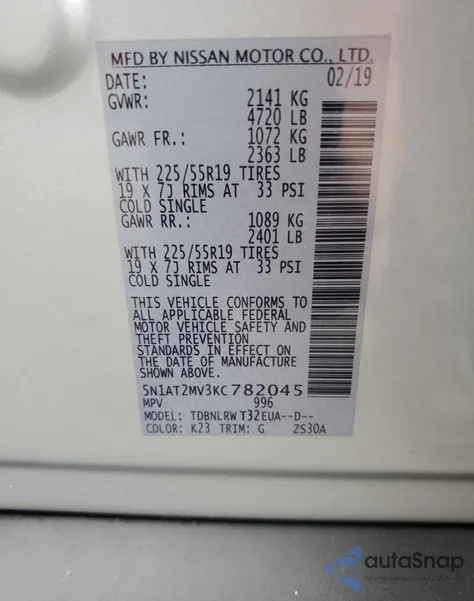 MFD BY NISSAN MOTOR CO., LTD.
DATE: 02/19
GVWR: 2141 KG
4720 LB
GAWR FR.: 1072 KG
2363 LB
WITH 225/55R19 TIRES
19 X 7J RIMS AT 33 PSI
COLD SINGLE
GAWR RR.: 1089 KG
2401 LB
WITH 225/55R19 TIRES
19 X 7J RIMS AT 33 PSI
COLD SINGLE
THIS VEHICLE CONFORMS TO
ALL APPLICABLE FEDERAL
MOTOR VEHICLE SAFETY AND
THEFT PREVENTION
STANDARDS IN EFFECT ON
THE DATE OF MANUFACTURE
SHOWN ABOVE.
5N1AT2MV3KC782045
MPV 996
MODEL: TDBNLRW T32EUA--D--
COLOR: K23 TRIM: G ZS30A
autoSnap